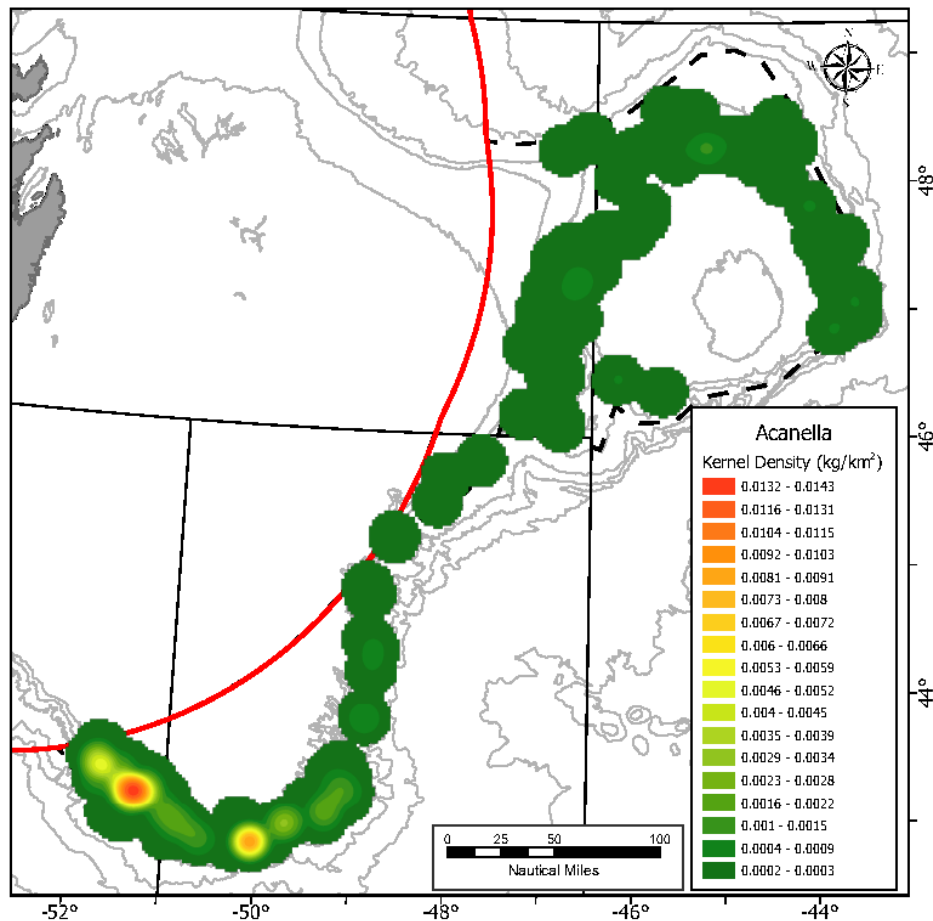 N
W E
S
48°
46°
44°
Acanella
Kernel Density (kg/km²)
0.0132 - 0.0143
0.0116 - 0.0131
0.0104 - 0.0115
0.0092 - 0.0103
0.0081 - 0.0091
0.0073 - 0.008
0.0067 - 0.0072
0.006 - 0.0066
0.0053 - 0.0059
0.0046 - 0.0052
0.004 - 0.0045
0.0035 - 0.0039
0.0029 - 0.0034
0.0023 - 0.0028
0.0016 - 0.0022
0.001 - 0.0015
0.0004 - 0.0009
0.0002 - 0.0003
0 25 50 100
Nautical Miles
-52° -50° -48° -46° -44°